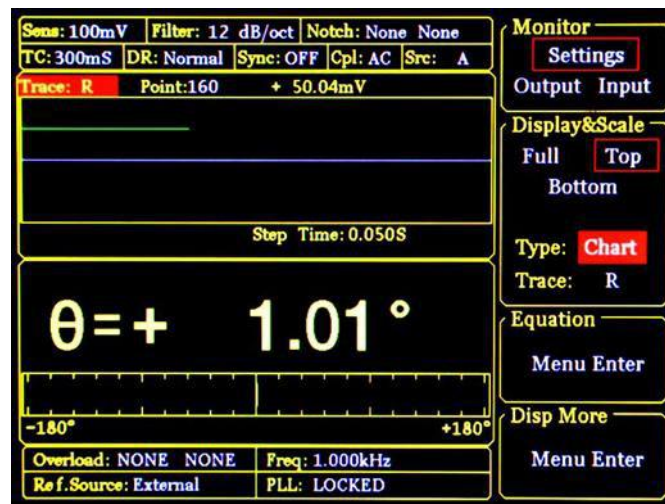 Sens: 100mV Filter: 12 dB/oct Notch: None None
TC: 300mS DR: Normal Sync: OFF Cpl: AC Src: A
Trace: R Point:160 + 50.04mV
Step Time: 0.050S
θ=+ 1.01°
-180° +180°
Overload: NONE NONE Freq: 1.000kHz
Ref.Source: External PLL: LOCKED
Monitor
Settings
Output Input
Display&Scale
Full Top
Bottom
Type: Chart
Trace: R
Equation
Menu Enter
Disp More
Menu Enter